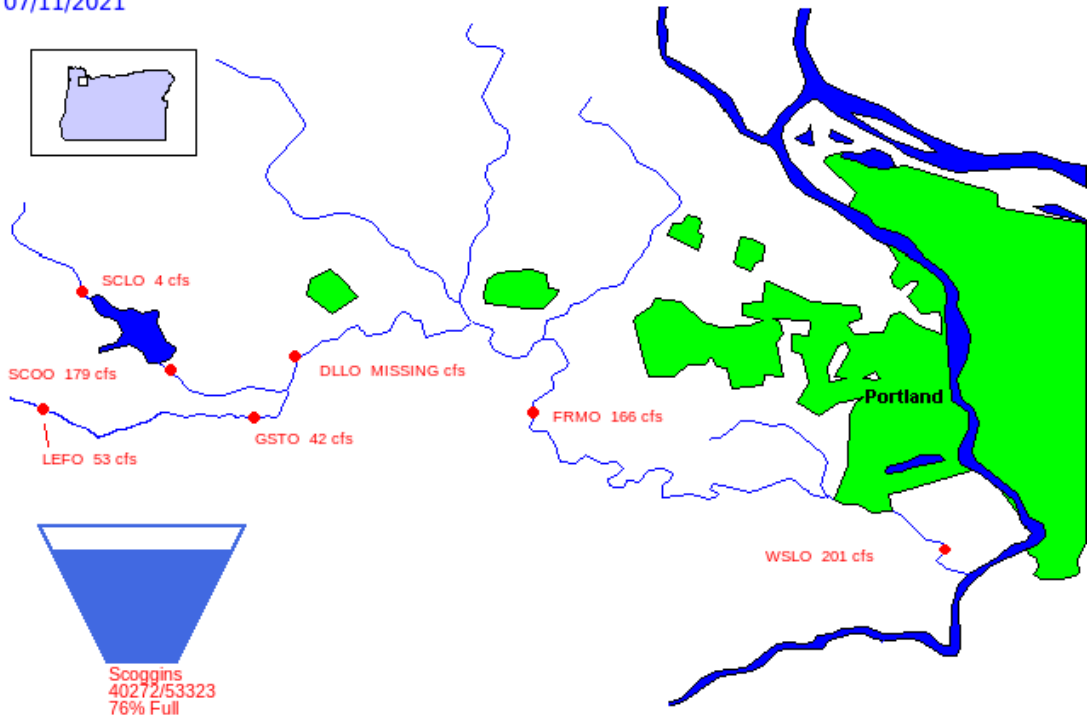 07/11/2021
SCLO 4 cfs
SCOO 179 cfs
DLLO MISSING cfs
Portland
FRMO 166 cfs
GSTO 42 cfs
LEFO 53 cfs
WSLO 201 cfs
Scoggins
40272/53323
76% Full